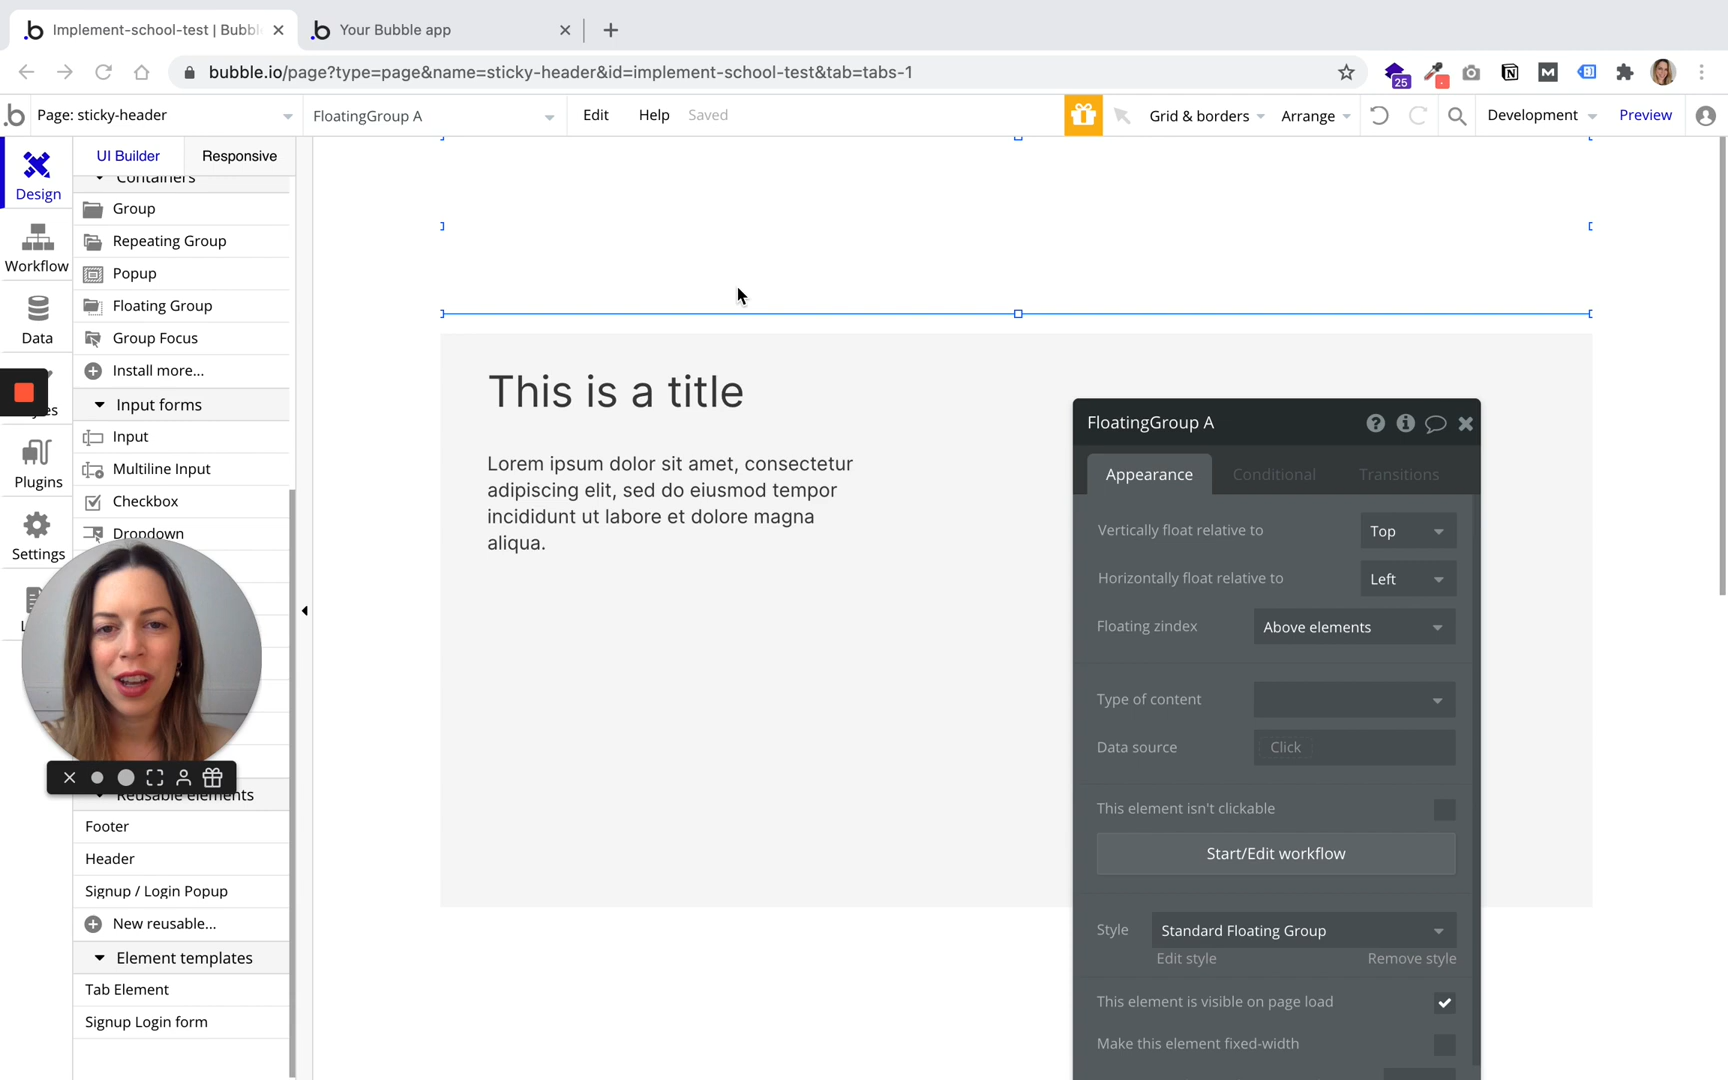 Implement-school-test | Bubbl
Your Bubble app
bubble.io/page?type=page&name=sticky-header&id=implement-school-test&tab=tabs-1
25
Page: sticky-header
FloatingGroup A
Edit
Help
Saved
Grid & borders
Arrange
Development
Preview
UI Builder
Responsive
Design
Workflow
Data
Plugins
Settings
Containers
Group
Repeating Group
Popup
Floating Group
Group Focus
Install more...
Input forms
Input
Multiline Input
Checkbox
Dropdown
Reusable elements
Footer
Header
Signup / Login Popup
New reusable...
Element templates
Tab Element
Signup Login form
This is a title
Lorem ipsum dolor sit amet, consectetur
adipiscing elit, sed do eiusmod tempor
incididunt ut labore et dolore magna
aliqua.
FloatingGroup A
Appearance
Conditional
Transitions
Vertically float relative to
Top
Horizontally float relative to
Left
Floating zindex
Above elements
Type of content
Data source
Click
This element isn't clickable
Start/Edit workflow
Style
Standard Floating Group
Edit style
Remove style
This element is visible on page load
Make this element fixed-width